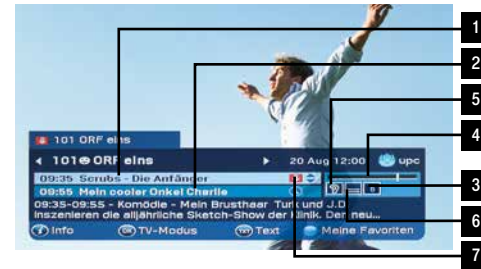 1
2
5
4
3
6
7
101 ORF eins
101 ORF eins 20 Aug 12:00 upc
09:35 Scrubs - Die Anfänger
09:55 Mein cooler Onkel Charlie
09:35-09:55 - Komödie - Mein Brusthaar Turk und J.D.
inszenieren die alljährliche Sketch-Show der Klinik. Der neu...
i Info OK TV-Modus TXT Text Meine Favoriten